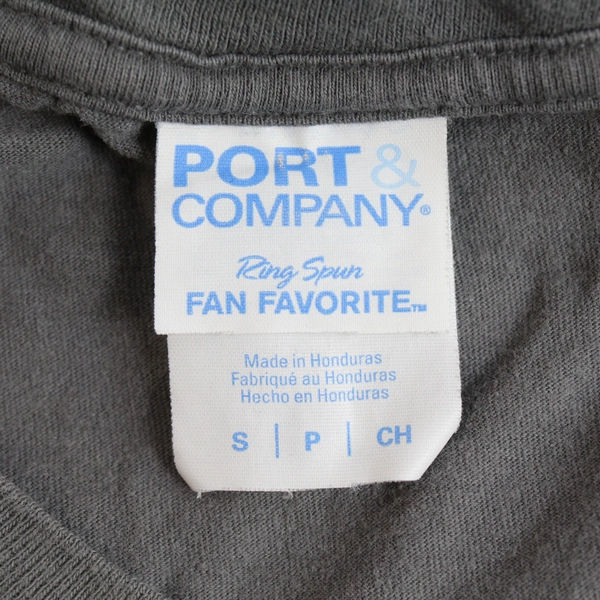 PORT &
COMPANY®
Ring Spun
FAN FAVORITE™
Made in Honduras
Fabriqué au Honduras
Hecho en Honduras
S | P | CH